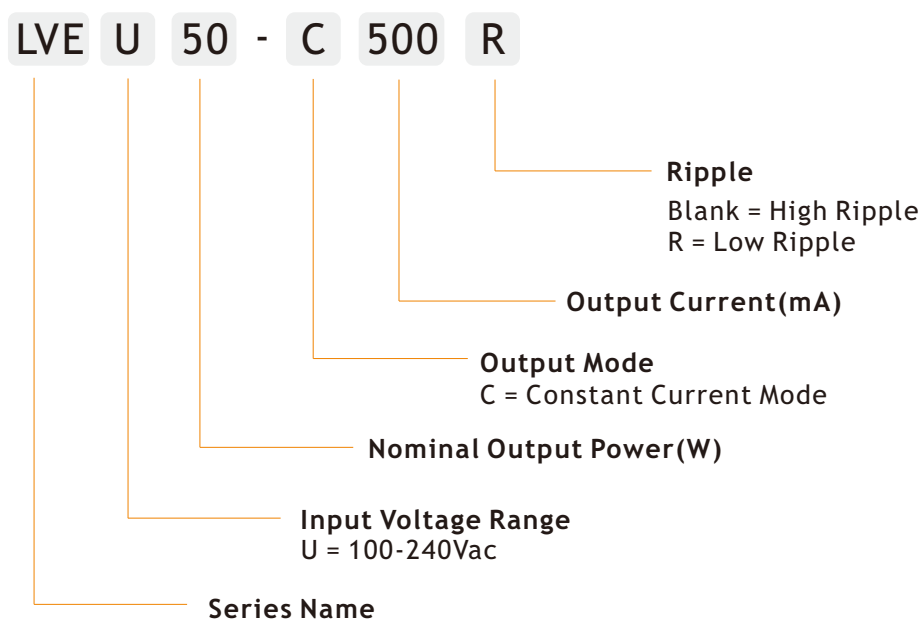 LVE U 50 - C 500 R
Ripple
Blank = High Ripple
R = Low Ripple
Output Current(mA)
Output Mode
C = Constant Current Mode
Nominal Output Power(W)
Input Voltage Range
U = 100-240Vac
Series Name